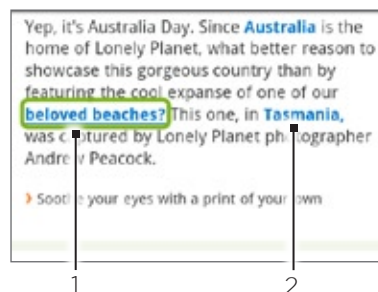 Yep, it's Australia Day. Since Australia is the
home of Lonely Planet, what better reason to
showcase this gorgeous country than by
featuring the cool expanse of one of our
beloved beaches? This one, in Tasmania,
was captured by Lonely Planet photographer
Andrew Peacock.
› Soothe your eyes with a print of your own
1 2